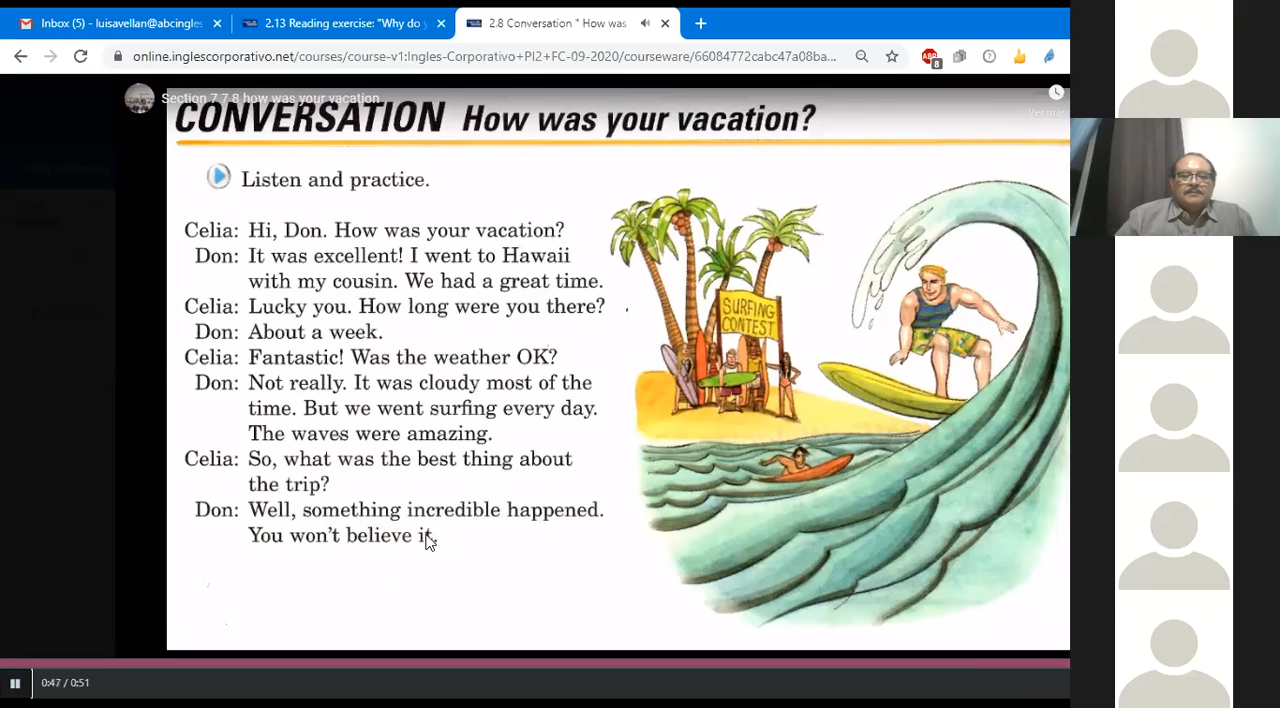 Inbox (5) - luisavellan@abcingles
2.13 Reading exercise: "Why do y
2.8 Conversation " How was
online.inglescorporativo.net/courses/course-v1:Ingles-Corporativo+PI2+FC-09-2020/courseware/66084772cabc47a08ba...
8
Section 7 7 8 how was your vacation
CONVERSATION How was your vacation?
Listen and practice.
Celia: Hi, Don. How was your vacation?
Don: It was excellent! I went to Hawaii
with my cousin. We had a great time.
Celia: Lucky you. How long were you there?
Don: About a week.
Celia: Fantastic! Was the weather OK?
Don: Not really. It was cloudy most of the
time. But we went surfing every day.
The waves were amazing.
Celia: So, what was the best thing about
the trip?
Don: Well, something incredible happened.
You won't believe it.
SURFING
CONTEST
0:47 / 0:51